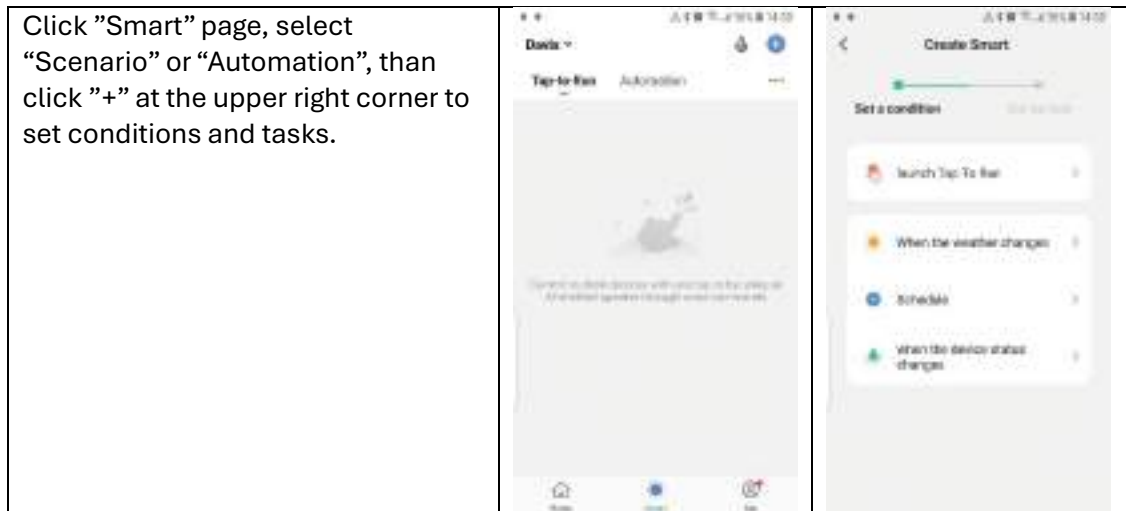 Click ”Smart” page, select
“Scenario” or “Automation”, than
click ”+” at the upper right corner to
set conditions and tasks.
Davis
Tap-to-Run Automation
Create Smart
Set a condition
launch Tap To Run
When the weather changes
Schedule
When the device status
changes